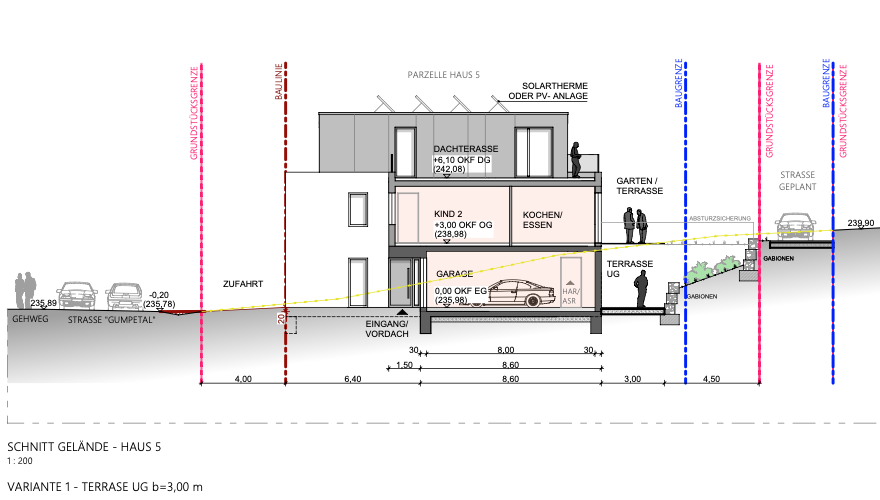 GRUNDSTÜCKSGRENZE
BAULINIE
PARZELLE HAUS 5
SOLARTHERME
ODER PV- ANLAGE
BAUGRENZE
GRUNDSTÜCKSGRENZE
BAUGRENZE
GRUNDSTÜCKSGRENZE
DACHTERASSE
+6,10 OKF DG
(242,08)
GARTEN /
TERRASSE
STRASSE
GEPLANT
KIND 2
+3,00 OKF OG
(238,98)
KOCHEN/
ESSEN
ABSTURZSICHERUNG
239,90
ZUFAHRT
GARAGE
0,00 OKF EG
(235,98)
HAR/
ASR
TERRASSE
UG
GABIONEN
GABIONEN
235,89
-0,20
(235,78)
GEHWEG
STRASSE "GUMPETAL"
20
EINGANG/
VORDACH
30
8,00
30
1,50
8,60
4,00
6,40
8,60
3,00
4,50
SCHNITT GELÄNDE - HAUS 5
1 : 200
VARIANTE 1 - TERRASE UG b=3,00 m